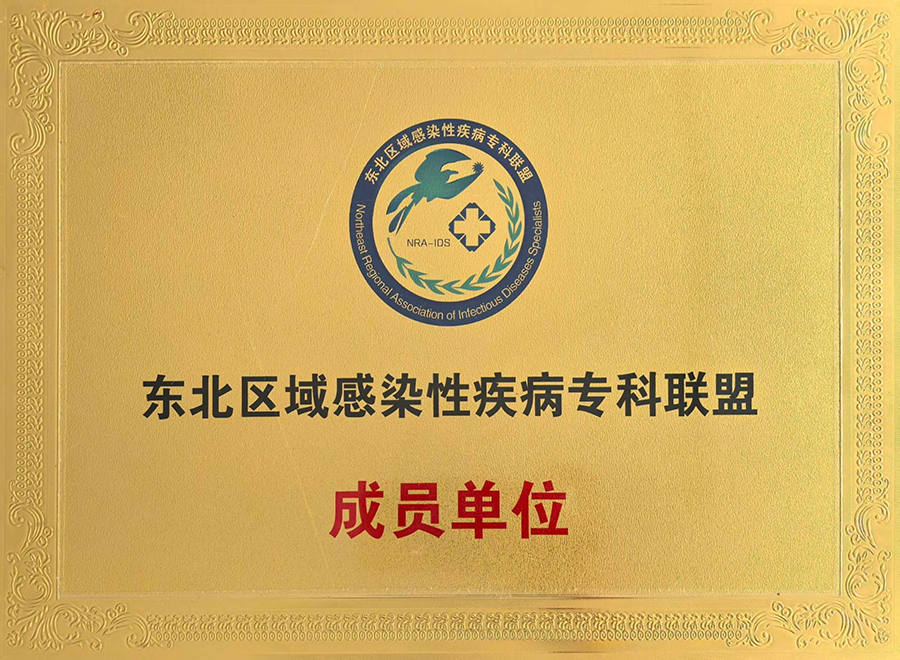 东北区域感染性疾病专科联盟
NRA-IDS
Northeast Regional Association of Infectious Diseases Specialists
东北区域感染性疾病专科联盟
成员单位